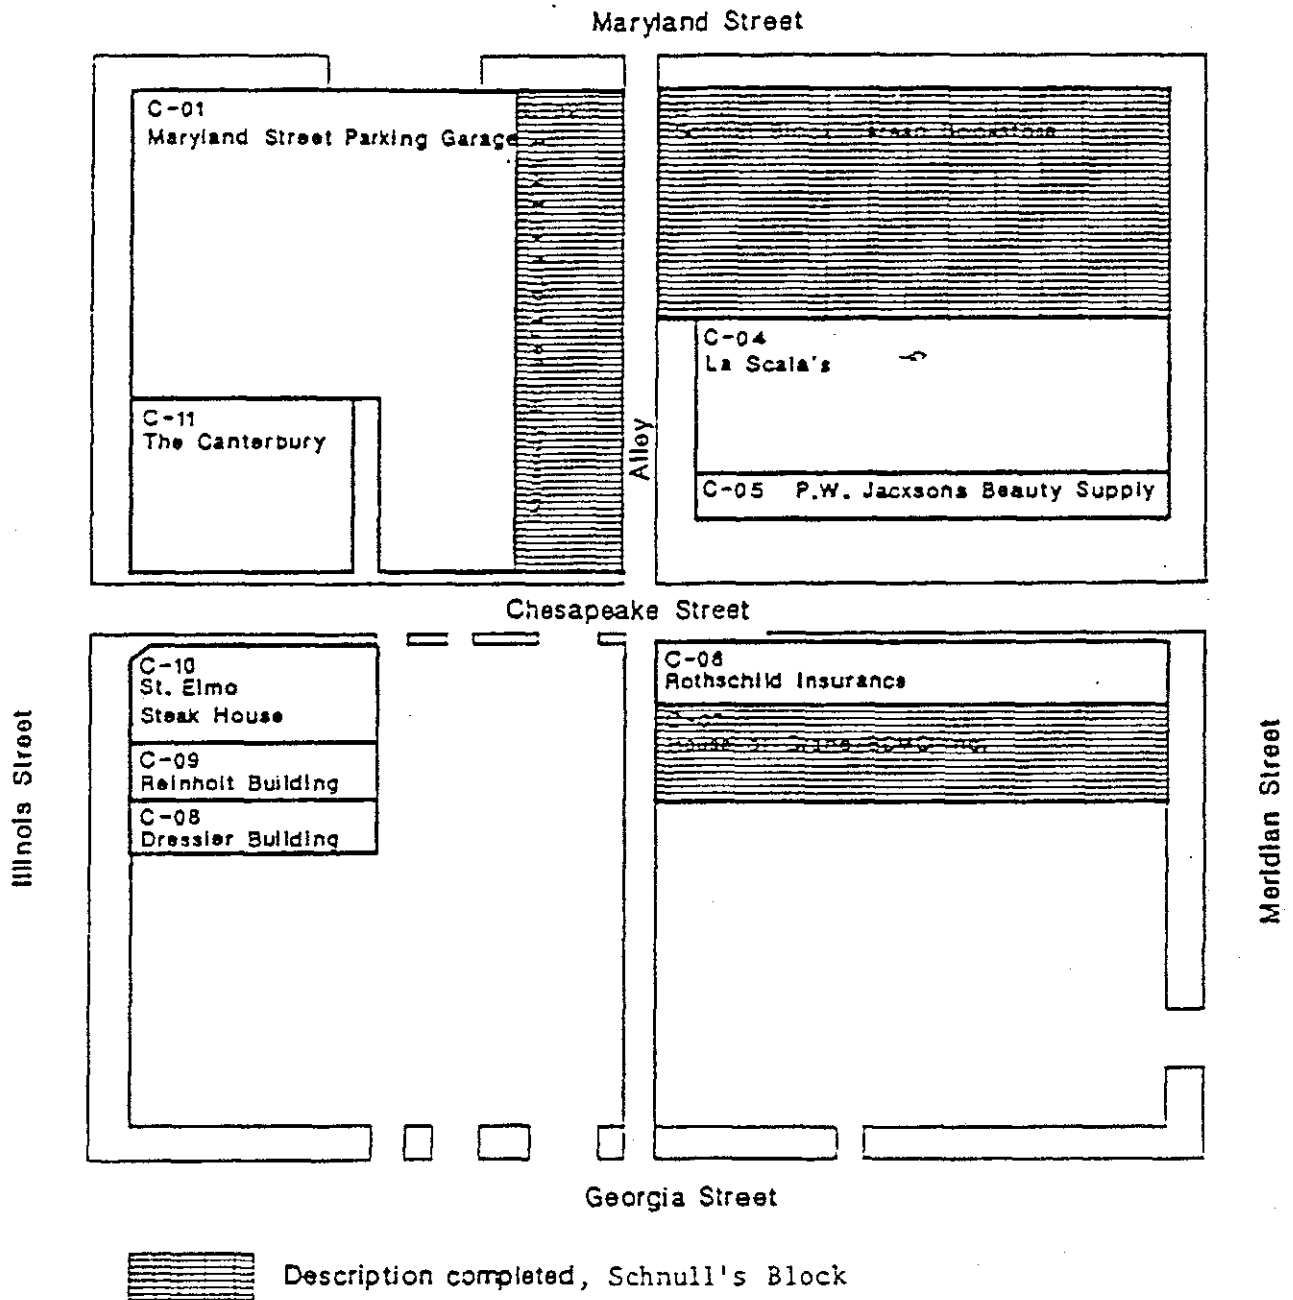 Maryland Street
C-01
Maryland Street Parking Garage
C-04
La Scala's
C-11
The Canterbury
Alley
C-05 P.W. Jacksons Beauty Supply
Chesapeake Street
C-10
St. Elmo
Steak House
C-06
Rothschild Insurance
C-09
Reinholt Building
C-08
Dressler Building
Illinois Street
Meridian Street
Georgia Street
Description completed, Schnull's Block